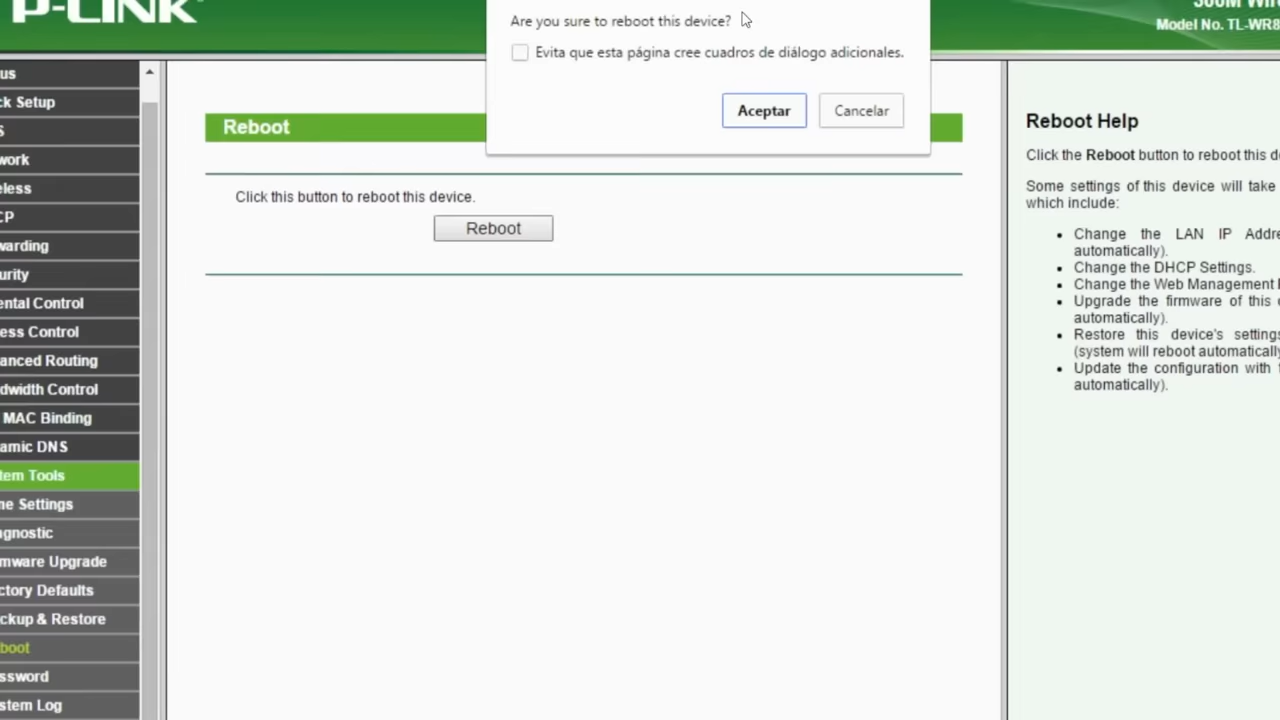 P-LINK
Model No. TL-WR8
Are you sure to reboot this device?
Evita que esta página cree cuadros de diálogo adicionales.
Aceptar
Cancelar
us
ck Setup
S
work
eless
CP
warding
urity
ental Control
ess Control
anced Routing
dwidth Control
MAC Binding
amic DNS
tem Tools
ne Settings
gnostic
mware Upgrade
ctory Defaults
ckup & Restore
boot
ssword
stem Log
Reboot
Click this button to reboot this device.
Reboot
Reboot Help
Click the Reboot button to reboot this d
Some settings of this device will take
which include:
• Change the LAN IP Addre
automatically).
• Change the DHCP Settings.
• Change the Web Management
• Upgrade the firmware of this
automatically).
• Restore this device's settings
(system will reboot automatically
• Update the configuration with
automatically).